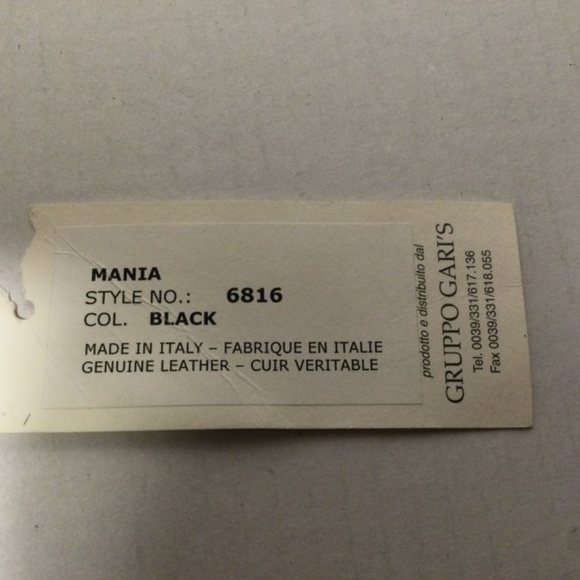 MANIA
STYLE NO.: 6816
COL. BLACK
MADE IN ITALY – FABRIQUE EN ITALIE
GENUINE LEATHER – CUIR VERITABLE
prodotto e distribuito dal
GRUPPO GARI'S
Tel. 0039/331/617.136
Fax 0039/331/618.055